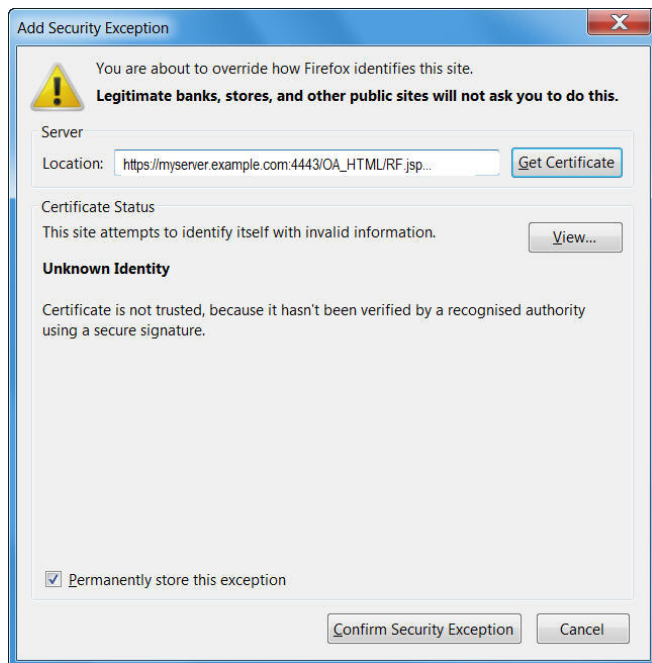 Add Security Exception
You are about to override how Firefox identifies this site.
Legitimate banks, stores, and other public sites will not ask you to do this.
Server
Location: https://myserver.example.com:4443/OA_HTML/RF.jsp... Get Certificate
Certificate Status
This site attempts to identify itself with invalid information. View...
Unknown Identity
Certificate is not trusted, because it hasn't been verified by a recognised authority
using a secure signature.
Permanently store this exception
Confirm Security Exception Cancel